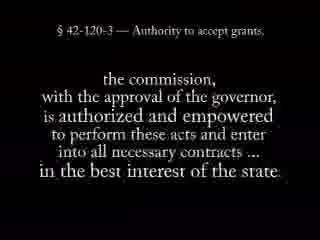 § 42-120-3 — Authority to accept grants.
the commission,
with the approval of the governor,
is authorized and empowered
to perform these acts and enter
into all necessary contracts ...
in the best interest of the state